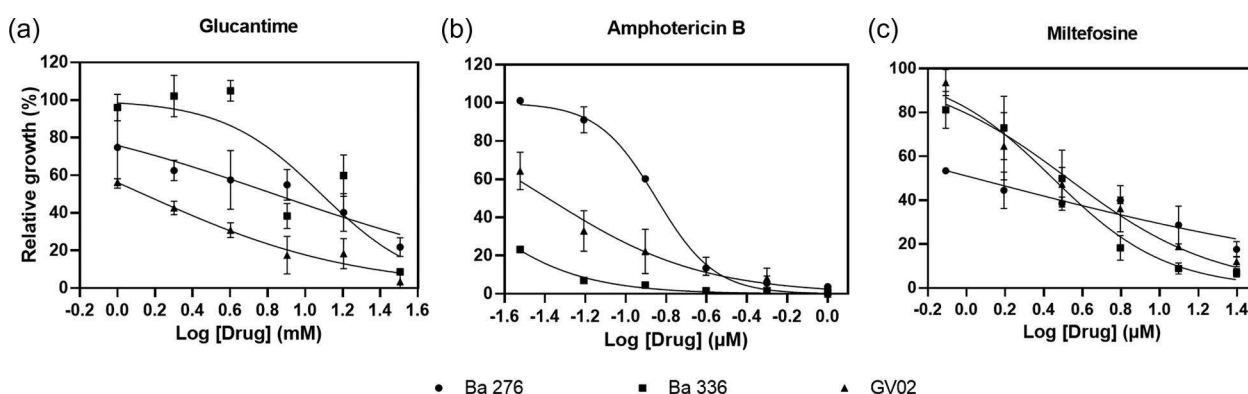 (a)
Glucantime
120
100
80
60
40
20
0
Relative growth (%)
-0.2 0.0 0.2 0.4 0.6 0.8 1.0 1.2 1.4 1.6
Log [Drug] (mM)
(b)
Amphotericin B
120
100
80
60
40
20
0
-1.6 -1.4 -1.2 -1.0 -0.8 -0.6 -0.4 -0.2 0.0
Log [Drug] (µM)
(c)
Miltefosine
100
80
60
40
20
0
-0.2 0.0 0.2 0.4 0.6 0.8 1.0 1.2 1.4
Log [Drug] (µM)
Ba 276 Ba 336 GV02